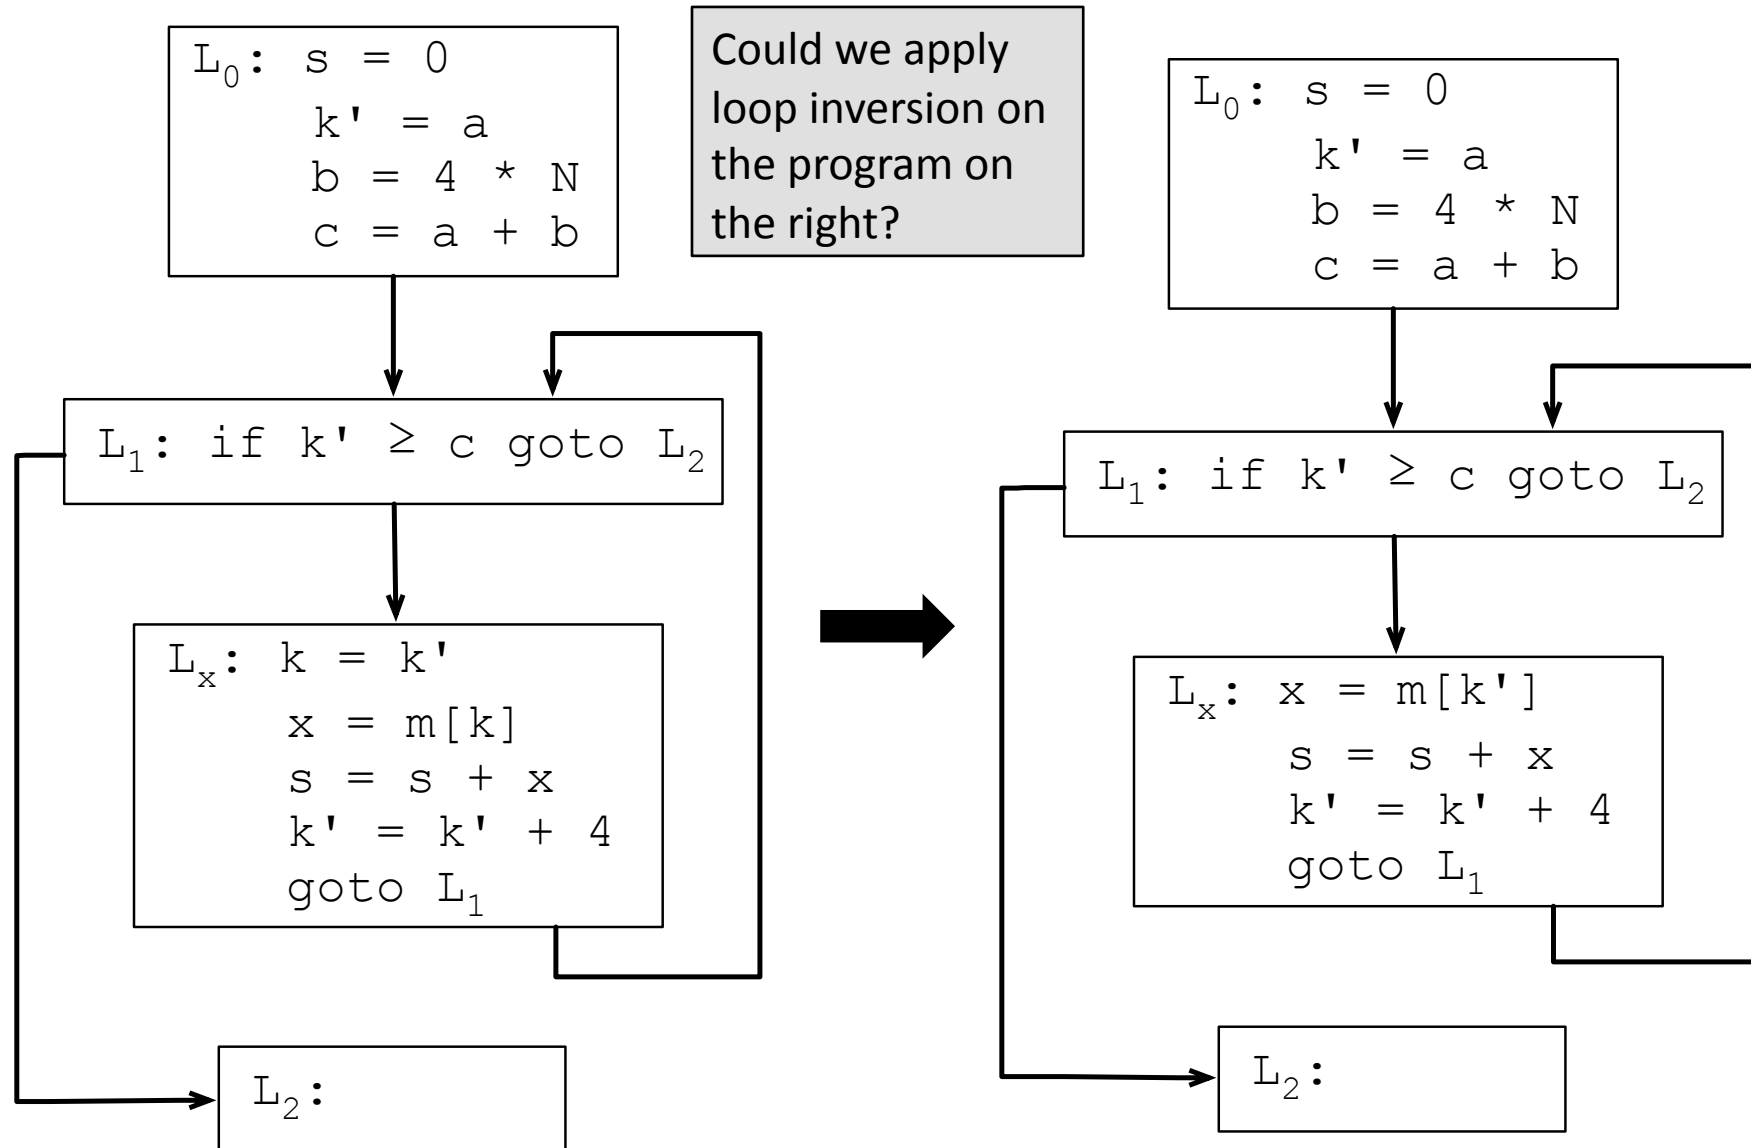 L₀: s = 0
k' = a
b = 4 * N
c = a + b
L₁: if k' ≥ c goto L₂
Lₓ: k = k'
x = m[k]
s = s + x
k' = k' + 4
goto L₁
L₂:
Could we apply
loop inversion on
the program on
the right?
L₀: s = 0
k' = a
b = 4 * N
c = a + b
L₁: if k' ≥ c goto L₂
Lₓ: x = m[k']
s = s + x
k' = k' + 4
goto L₁
L₂: